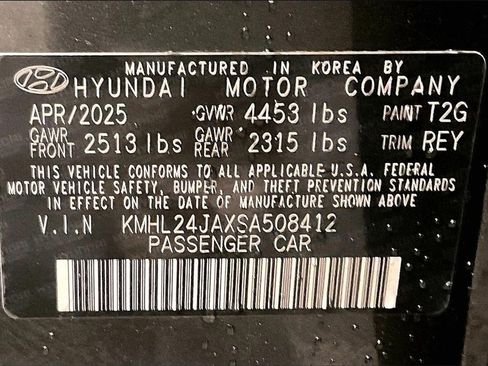 MANUFACTURED IN KOREA BY
HYUNDAI MOTOR COMPANY
APR/2025 GVWR 4453 lbs PAINT T2G
GAWR FRONT 2513 lbs GAWR REAR 2315 lbs TRIM REY
THIS VEHICLE CONFORMS TO ALL APPLICABLE U.S.A. FEDERAL
MOTOR VEHICLE SAFETY, BUMPER, AND THEFT PREVENTION STANDARDS
IN EFFECT ON THE DATE OF MANUFACTURE SHOWN ABOVE
V.I.N KMHL24JAXSA508412
PASSENGER CAR